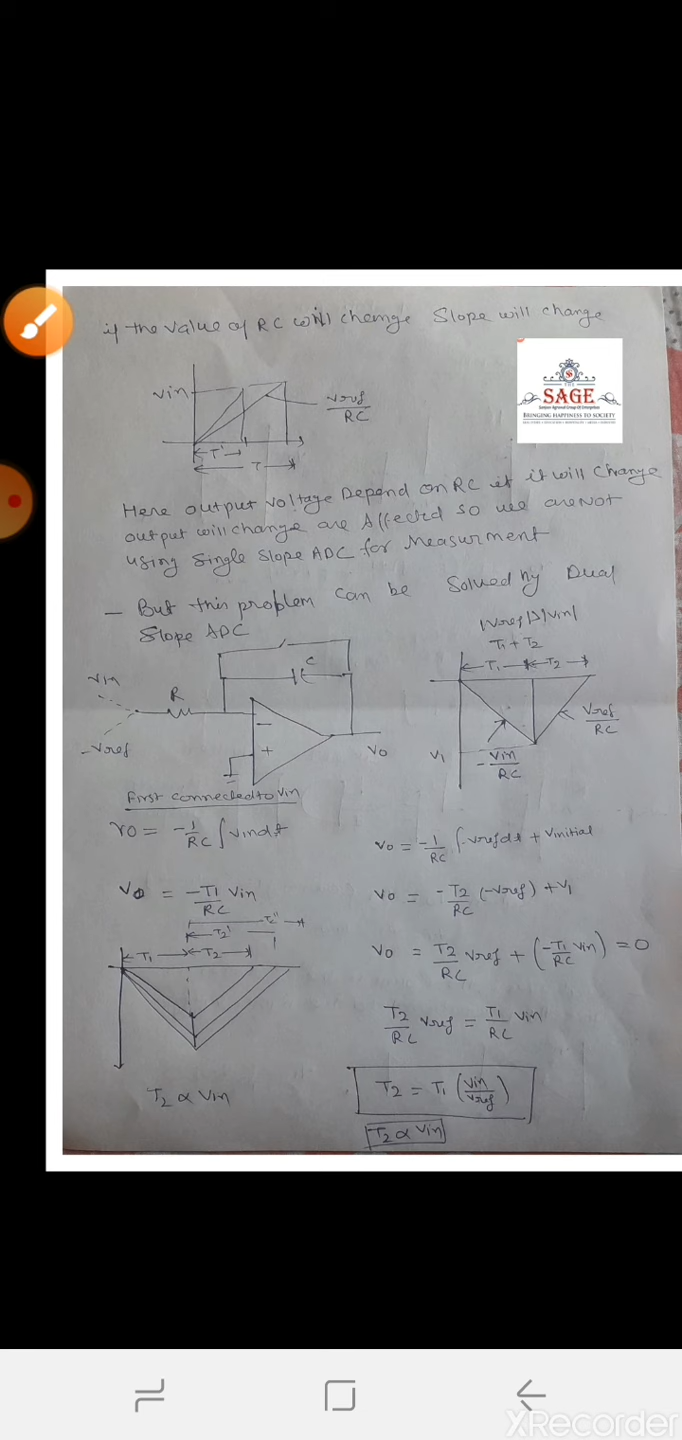 if the value of RC will change Slope will change
Vin
Vref
RC
T'
T
THE
SAGE
Sanjeev Agrawal Group Of Enterprises
BRINGING HAPPINESS TO SOCIETY
Here output voltage Depend on RC if it will change
output will change are Affected so we are NOT
using Single Slope ADC for Measurment
- But this problem can be Solved by Dual
Slope ADC
|Vref|>|Vin|
T1 + T2
T1 T2
C
Vin
R
-Vref
-
+
Vo
V1
- Vin
RC
Vref
RC
First connected to Vin
Vo = -1/RC ∫ Vin dt
Vo = -T1/RC Vin
T2''
T2'
T1 T2
T2 ∝ Vin
Vo = -1/RC ∫-Vref dt + Vinitial
Vo = -T2/RC (-Vref) + V1
Vo = T2/RC Vref + (-T1/RC Vin) = 0
T2/RC Vref = T1/RC Vin
T2 = T1 (Vin/Vref)
T2 ∝ Vin
XRecorder